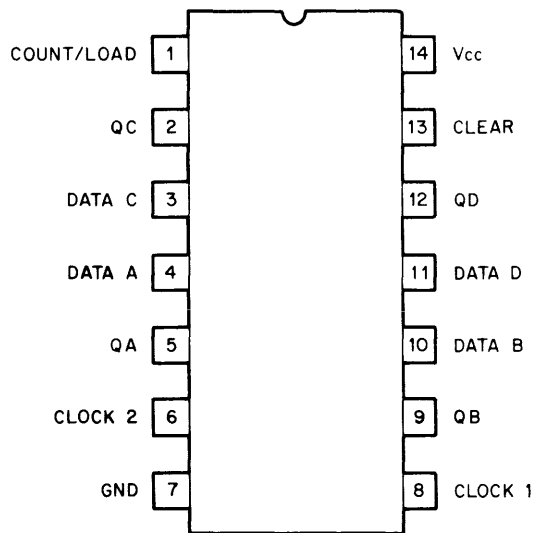 COUNT/LOAD 1 14 Vcc
QC 2 13 CLEAR
DATA C 3 12 QD
DATA A 4 11 DATA D
QA 5 10 DATA B
CLOCK 2 6 9 QB
GND 7 8 CLOCK 1